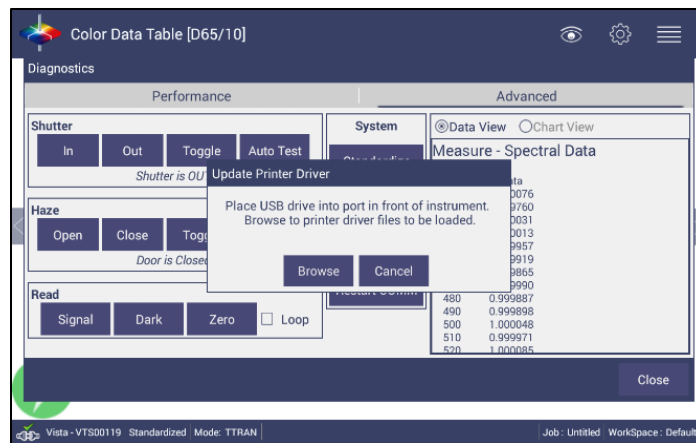 Color Data Table [D65/10]
Diagnostics
Performance
Advanced
Shutter
In
Out
Toggle
Auto Test
Shutter is OU
System
Data View
Chart View
Measure - Spectral Data
Update Printer Driver
Place USB drive into port in front of instrument.
Browse to printer driver files to be loaded.
Browse
Cancel
Haze
Open
Close
Door is Closed
Read
Signal
Dark
Zero
Loop
480 0.999887
490 0.999898
500 1.000048
510 0.999971
520 1.000085
Close
Vista - VTS00119 Standardized Mode: TTRAN
Job : Untitled WorkSpace : Default